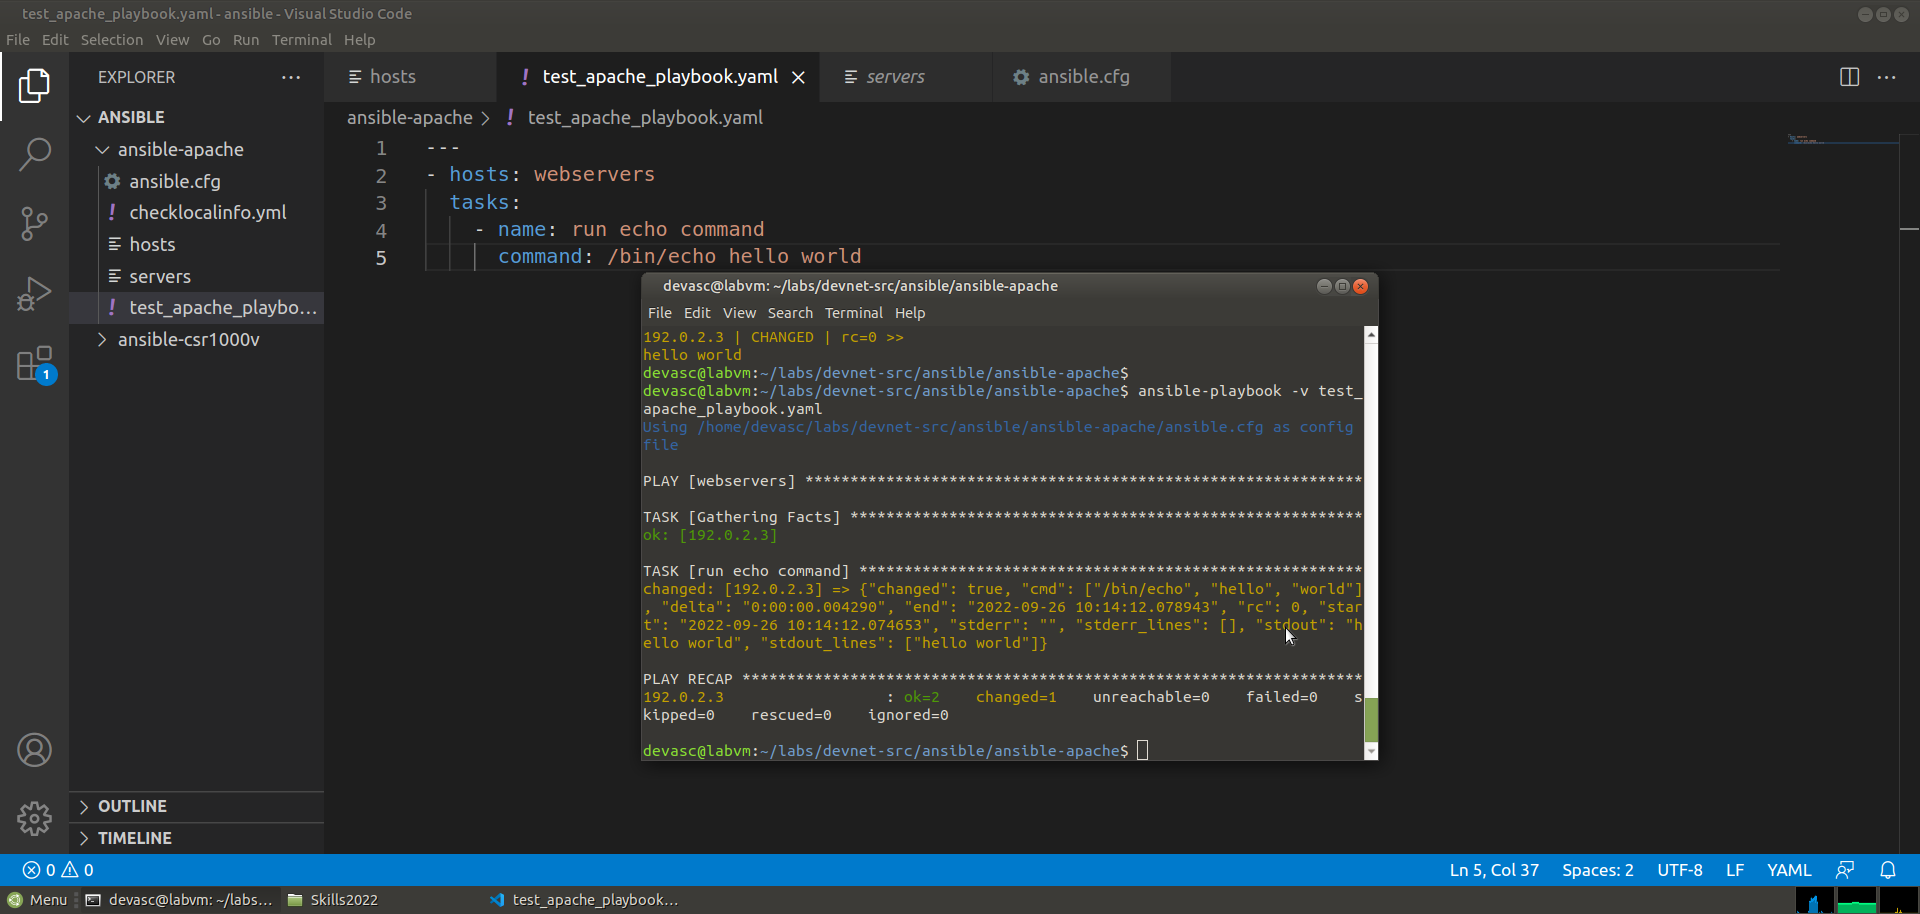 test_apache_playbook.yaml - ansible - Visual Studio Code
File Edit Selection View Go Run Terminal Help
EXPLORER ···
ANSIBLE
ansible-apache
ansible.cfg
! checklocalinfo.yml
hosts
servers
! test_apache_playbo...
ansible-csr1000v
1
OUTLINE
TIMELINE
hosts
! test_apache_playbook.yaml
servers
ansible.cfg
ansible-apache > ! test_apache_playbook.yaml
1 ---
2 - hosts: webservers
3 tasks:
4 - name: run echo command
5 command: /bin/echo hello world
devasc@labvm: ~/labs/devnet-src/ansible/ansible-apache
File Edit View Search Terminal Help
192.0.2.3 | CHANGED | rc=0 >>
hello world
devasc@labvm:~/labs/devnet-src/ansible/ansible-apache$
devasc@labvm:~/labs/devnet-src/ansible/ansible-apache$ ansible-playbook -v test_
apache_playbook.yaml
Using /home/devasc/labs/devnet-src/ansible/ansible-apache/ansible.cfg as config
file
PLAY [webservers] **************************************************************
TASK [Gathering Facts] *********************************************************
ok: [192.0.2.3]
TASK [run echo command] ********************************************************
changed: [192.0.2.3] => {"changed": true, "cmd": ["/bin/echo", "hello", "world"]
, "delta": "0:00:00.004290", "end": "2022-09-26 10:14:12.078943", "rc": 0, "star
t": "2022-09-26 10:14:12.074653", "stderr": "", "stderr_lines": [], "stdout": "h
ello world", "stdout_lines": ["hello world"]}
PLAY RECAP *********************************************************************
192.0.2.3 : ok=2 changed=1 unreachable=0 failed=0 s
kipped=0 rescued=0 ignored=0
devasc@labvm:~/labs/devnet-src/ansible/ansible-apache$
0 0
Ln 5, Col 37 Spaces: 2 UTF-8 LF YAML
Menu devasc@labvm: ~/labs... Skills2022 test_apache_playbook...